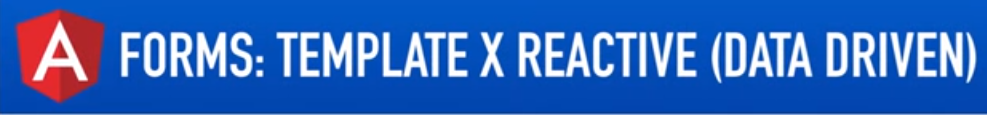 A FORMS: TEMPLATE X REACTIVE (DATA DRIVEN)